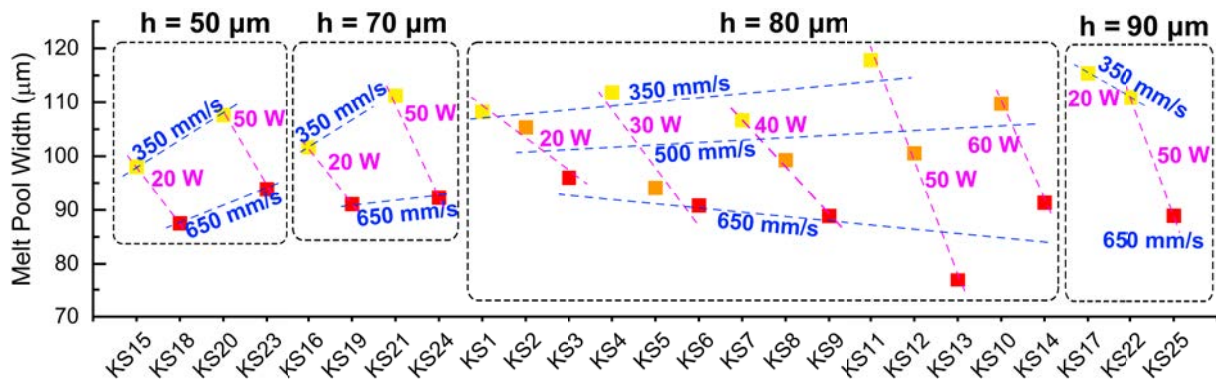 h = 50 µm
h = 70 µm
h = 80 µm
h = 90 µm
Melt Pool Width (µm)
120
110
100
90
80
70
350 mm/s
50 W
20 W
650 mm/s
350 mm/s
50 W
20 W
650 mm/s
350 mm/s
20 W
30 W
40 W
500 mm/s
60 W
50 W
650 mm/s
350 mm/s
20 W
50 W
650 mm/s
KS15
KS18
KS20
KS23
KS16
KS19
KS21
KS24
KS1
KS2
KS3
KS4
KS5
KS6
KS7
KS8
KS9
KS11
KS12
KS13
KS10
KS14
KS17
KS22
KS25